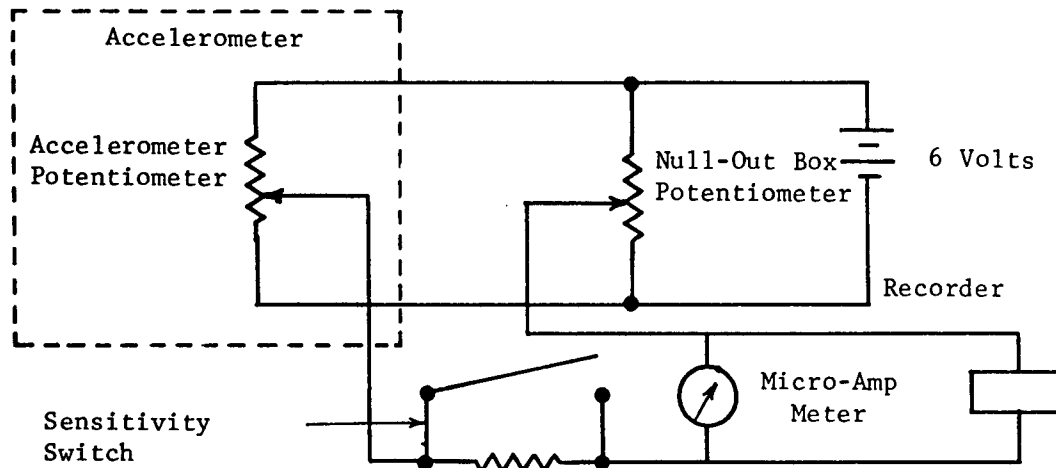 Accelerometer
Accelerometer
Potentiometer
Null-Out Box
Potentiometer
6 Volts
Recorder
Micro-Amp
Meter
Sensitivity
Switch